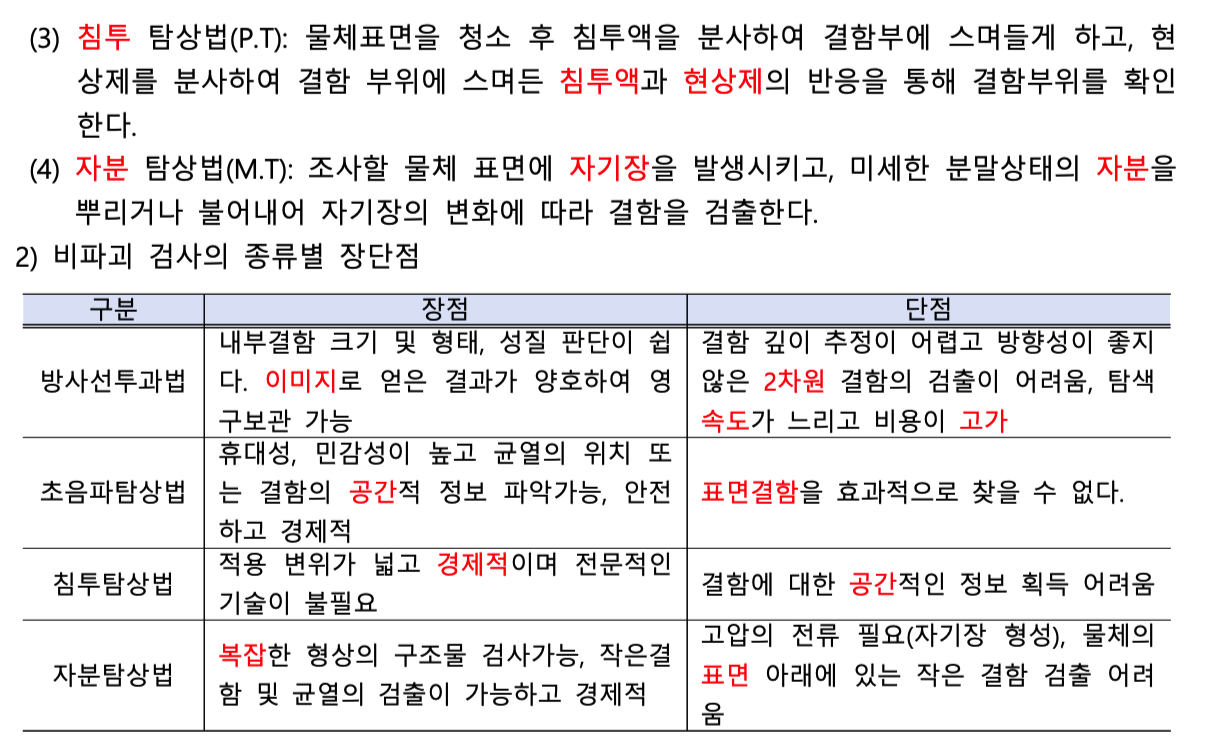 (3) 침투 탐상법(P.T): 물체표면을 청소 후 침투액을 분사하여 결함부에 스며들게 하고, 현
상제를 분사하여 결함 부위에 스며든 침투액과 현상제의 반응을 통해 결함부위를 확인
한다.
(4) 자분 탐상법(M.T): 조사할 물체 표면에 자기장을 발생시키고, 미세한 분말상태의 자분을
뿌리거나 불어내어 자기장의 변화에 따라 결함을 검출한다.
2) 비파괴 검사의 종류별 장단점
구분 장점 단점
방사선투과법
내부결함 크기 및 형태, 성질 판단이 쉽
다. 이미지로 얻은 결과가 양호하여 영
구보관 가능
결함 깊이 추정이 어렵고 방향성이 좋지
않은 2차원 결함의 검출이 어려움, 탐색
속도가 느리고 비용이 고가
초음파탐상법
휴대성, 민감성이 높고 균열의 위치 또
는 결함의 공간적 정보 파악가능, 안전
하고 경제적
표면결함을 효과적으로 찾을 수 없다.
침투탐상법
적용 변위가 넓고 경제적이며 전문적인
기술이 불필요
결함에 대한 공간적인 정보 획득 어려움
자분탐상법
복잡한 형상의 구조물 검사가능, 작은결
함 및 균열의 검출이 가능하고 경제적
고압의 전류 필요(자기장 형성), 물체의
표면 아래에 있는 작은 결함 검출 어려
움